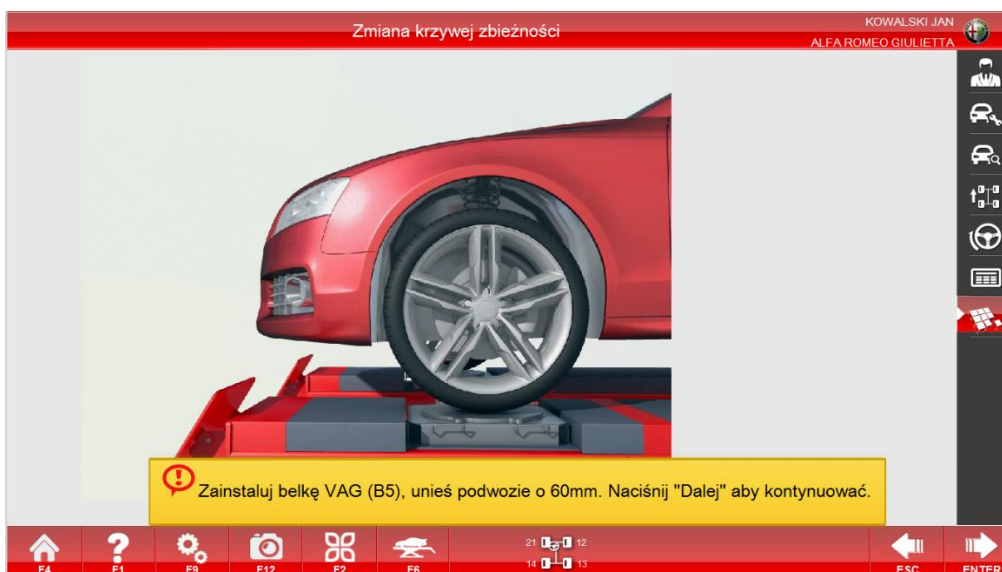 Zmiana krzywej zbieżności
KOWALSKI JAN
ALFA ROMEO GIULIETTA
Zainstaluj belkę VAG (B5), unieś podwozie o 60mm. Naciśnij "Dalej" aby kontynuować.
21 12
14 13
F4 F1 F9 F12 F2 F6 ESC ENTER